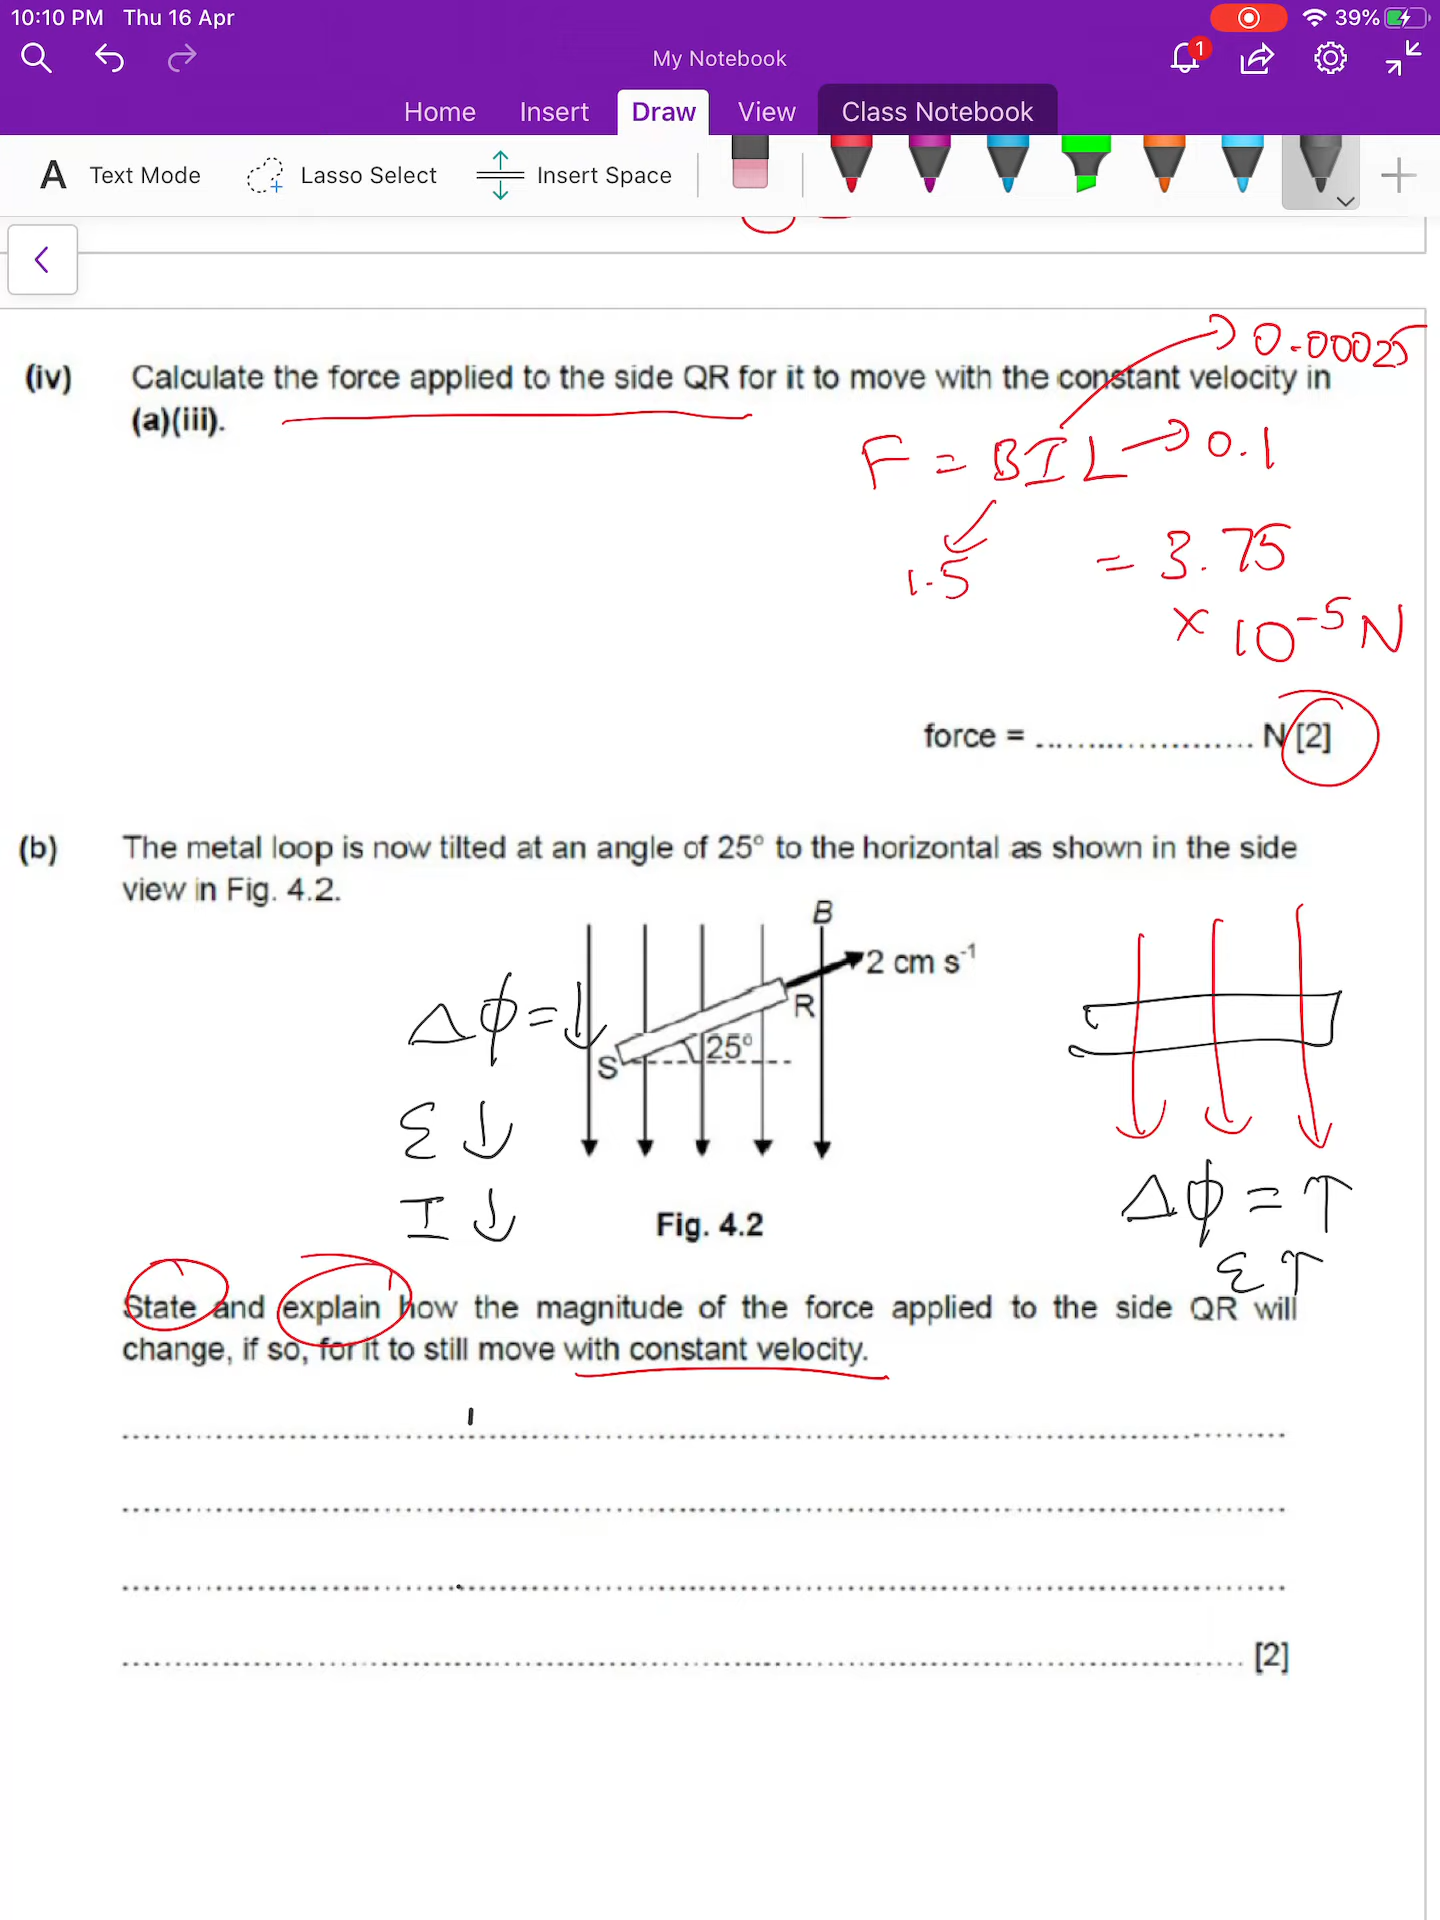 10:10 PM Thu 16 Apr
39%
My Notebook
1
Home Insert Draw View Class Notebook
A Text Mode Lasso Select Insert Space
0.00025
(iv) Calculate the force applied to the side QR for it to move with the constant velocity in
(a)(iii).
F = BIL → 0.1
1.5
= 3.75
× 10⁻⁵ N
force = ........................ N [2]
(b) The metal loop is now tilted at an angle of 25° to the horizontal as shown in the side
view in Fig. 4.2.
B
2 cm s⁻¹
R
Δϕ = ↓
25°
S
Ɛ ↓
I ↓
Δϕ = ↑
Ɛ ↑
Fig. 4.2
State and explain how the magnitude of the force applied to the side QR will
change, if so, for it to still move with constant velocity.
[2]